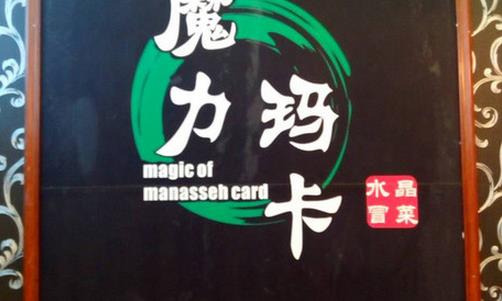 魔力
玛卡
magic of
manasseh card
水晶
冒菜